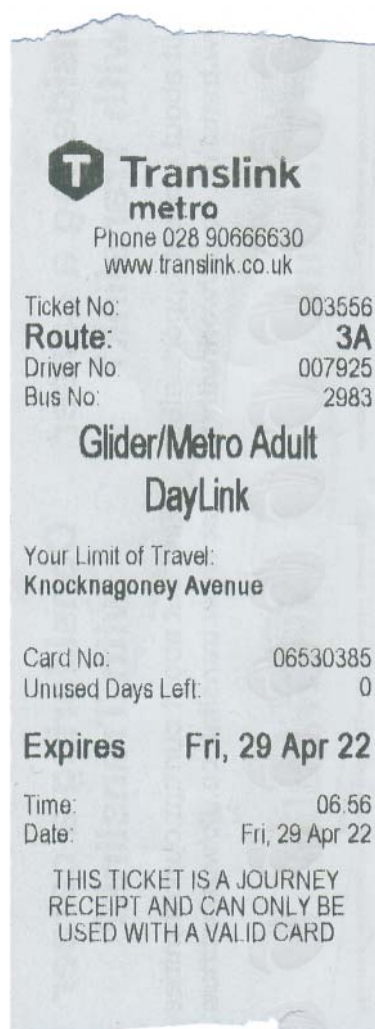 T Translink
metro
Phone 028 90666630
www.translink.co.uk
Ticket No: 003556
Route: 3A
Driver No 007925
Bus No: 2983
Glider/Metro Adult
DayLink
Your Limit of Travel:
Knocknagoney Avenue
Card No: 06530385
Unused Days Left: 0
Expires Fri, 29 Apr 22
Time: 06.56
Date: Fri, 29 Apr 22
THIS TICKET IS A JOURNEY
RECEIPT AND CAN ONLY BE
USED WITH A VALID CARD